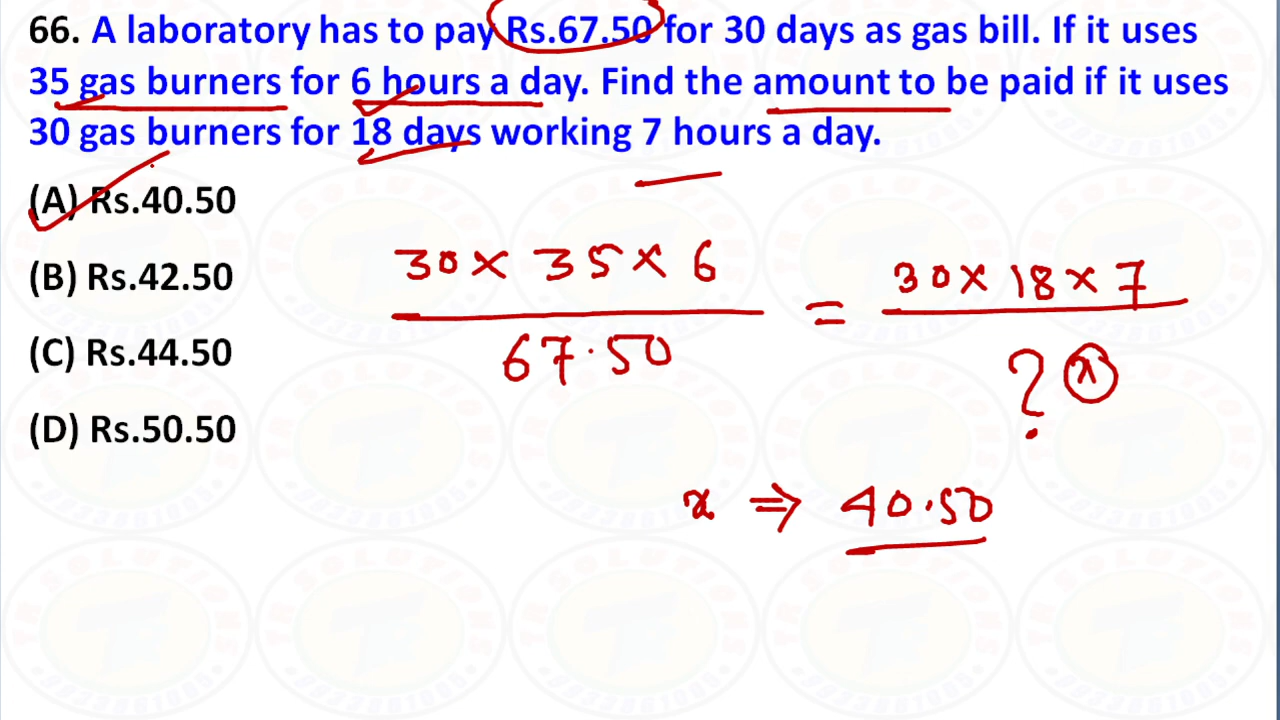 66. A laboratory has to pay Rs.67.50 for 30 days as gas bill. If it uses
35 gas burners for 6 hours a day. Find the amount to be paid if it uses
30 gas burners for 18 days working 7 hours a day.
(A) Rs.40.50
(B) Rs.42.50
(C) Rs.44.50
(D) Rs.50.50
30 × 35 × 6
67.50
=
30 × 18 × 7
? x
x ⇒ 40.50